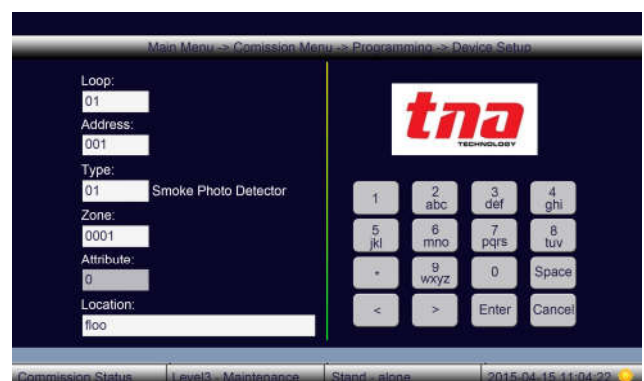 Main Menu -> Comission Menu -> Programming -> Device Setup
Loop:
01
Address:
001
Type:
01 Smoke Photo Detector
Zone:
0001
Attribute:
0
Location:
floo
tna
TECHNOLOGY
1 2 3 4
abc def ghi
5 6 7 8
jkl mno pqrs tuv
* 9 0 Space
wxyz
< > Enter Cancel
Commission Status Level3 - Maintenance Stand - alone 2015-04-15 11:04:22